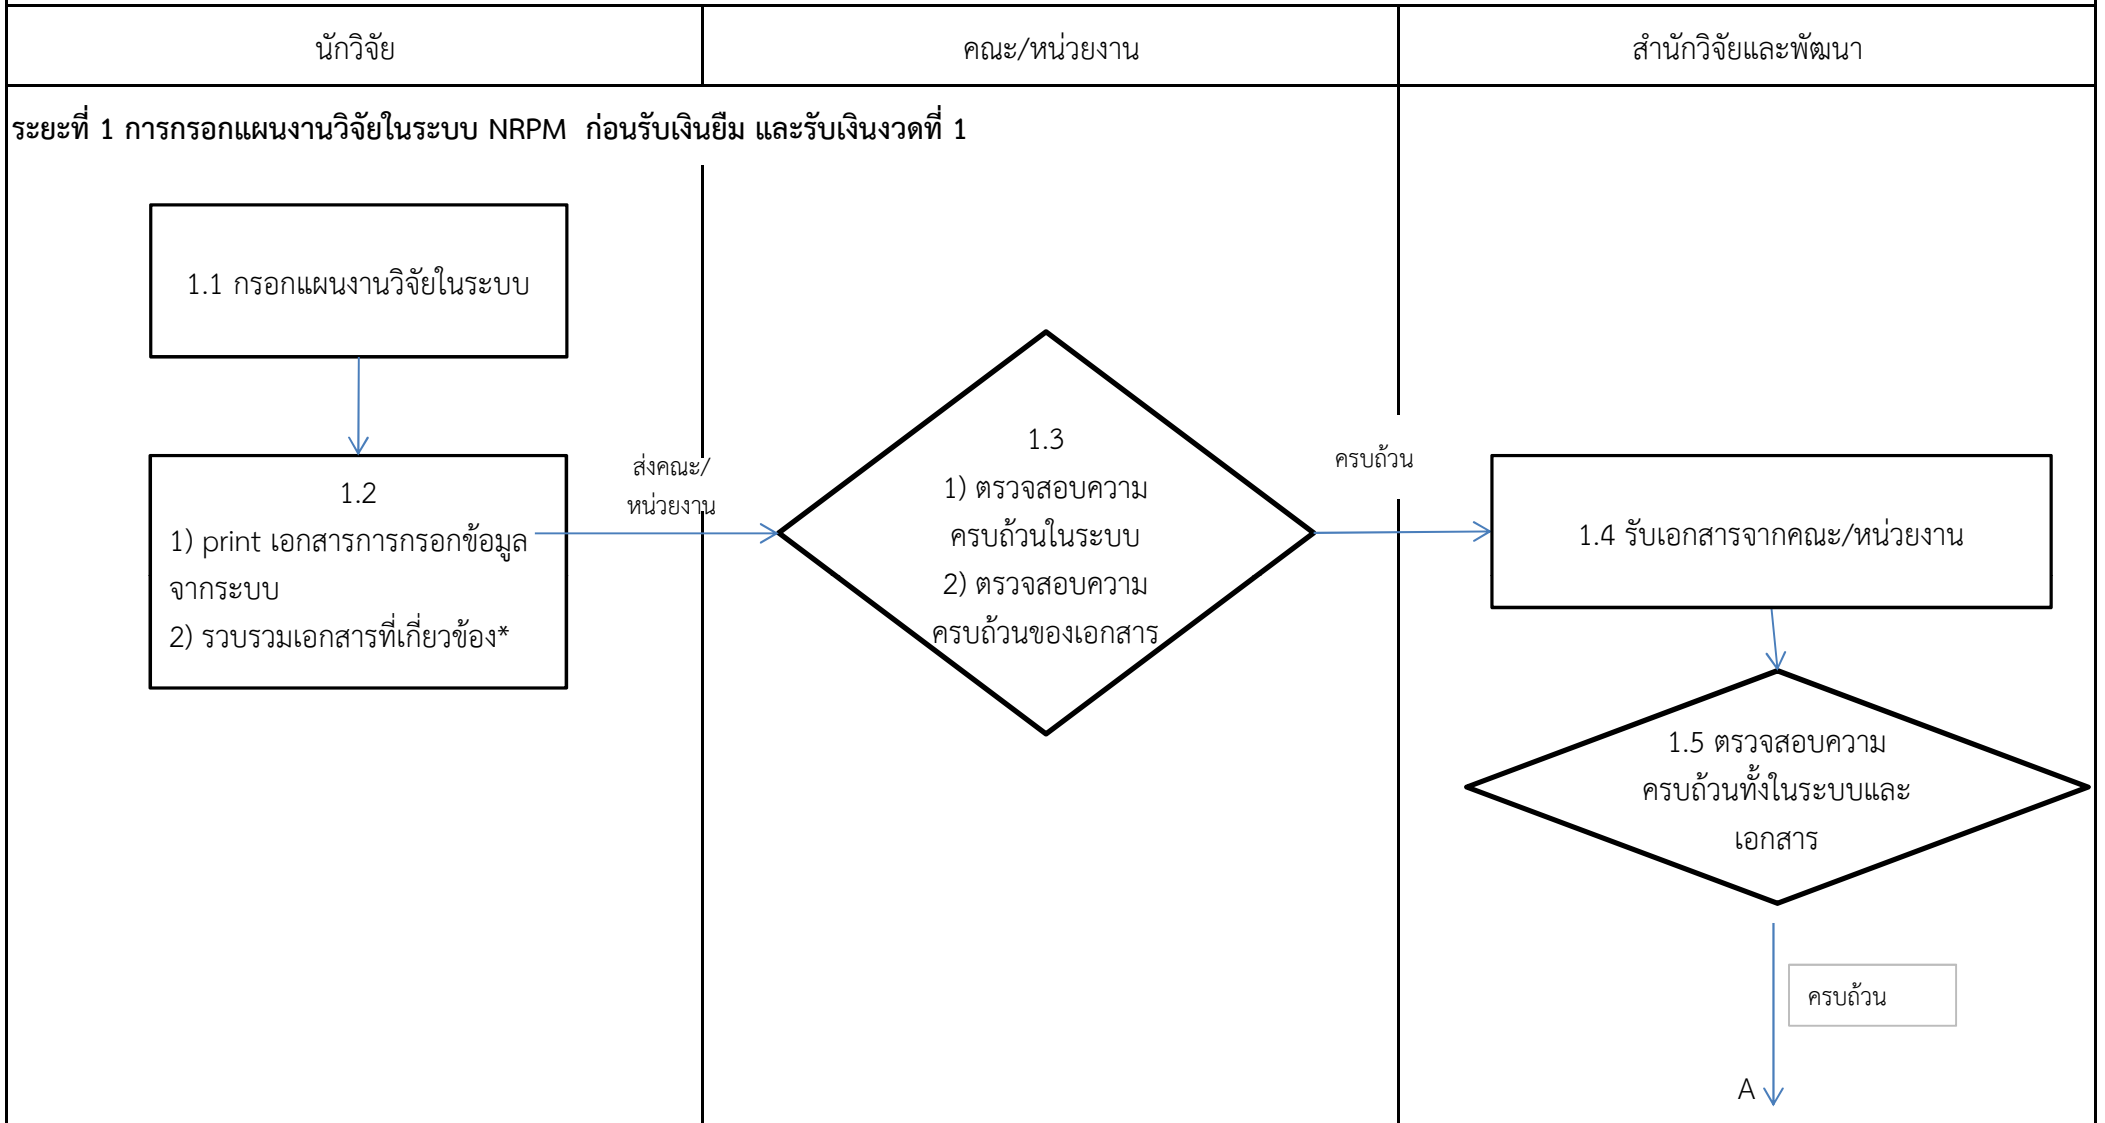 นักวิจัย
คณะ/หน่วยงาน
สำนักวิจัยและพัฒนา
ระยะที่ 1 การกรอกแผนงานวิจัยในระบบ NRPM ก่อนรับเงินยืม และรับเงินงวดที่ 1
1.1 กรอกแผนงานวิจัยในระบบ
1.2
1) print เอกสารการกรอกข้อมูล
จากระบบ
2) รวบรวมเอกสารที่เกี่ยวข้อง*
ส่งคณะ/
หน่วยงาน
1.3
1) ตรวจสอบความ
ครบถ้วนในระบบ
2) ตรวจสอบความ
ครบถ้วนของเอกสาร
ครบถ้วน
1.4 รับเอกสารจากคณะ/หน่วยงาน
1.5 ตรวจสอบความ
ครบถ้วนทั้งในระบบและ
เอกสาร
ครบถ้วน
A